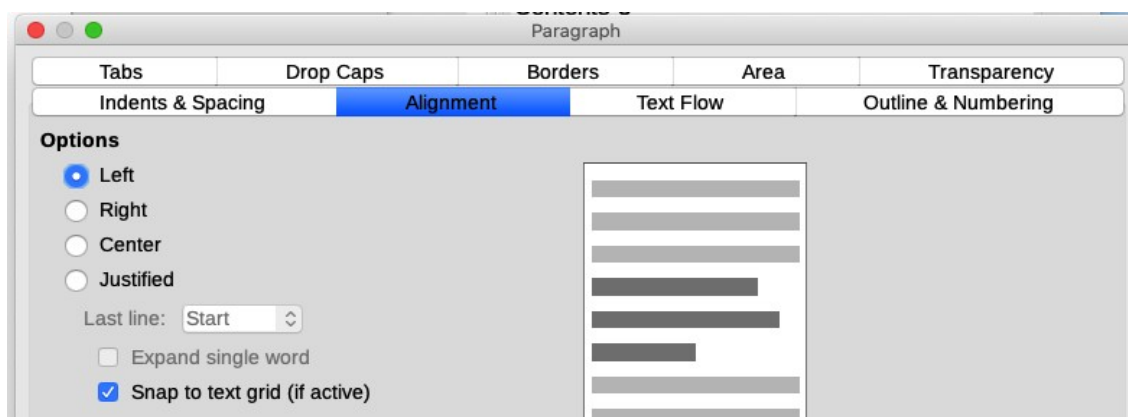 Paragraph
Tabs Drop Caps Borders Area Transparency
Indents & Spacing Alignment Text Flow Outline & Numbering
Options
Left
Right
Center
Justified
Last line: Start
Expand single word
Snap to text grid (if active)